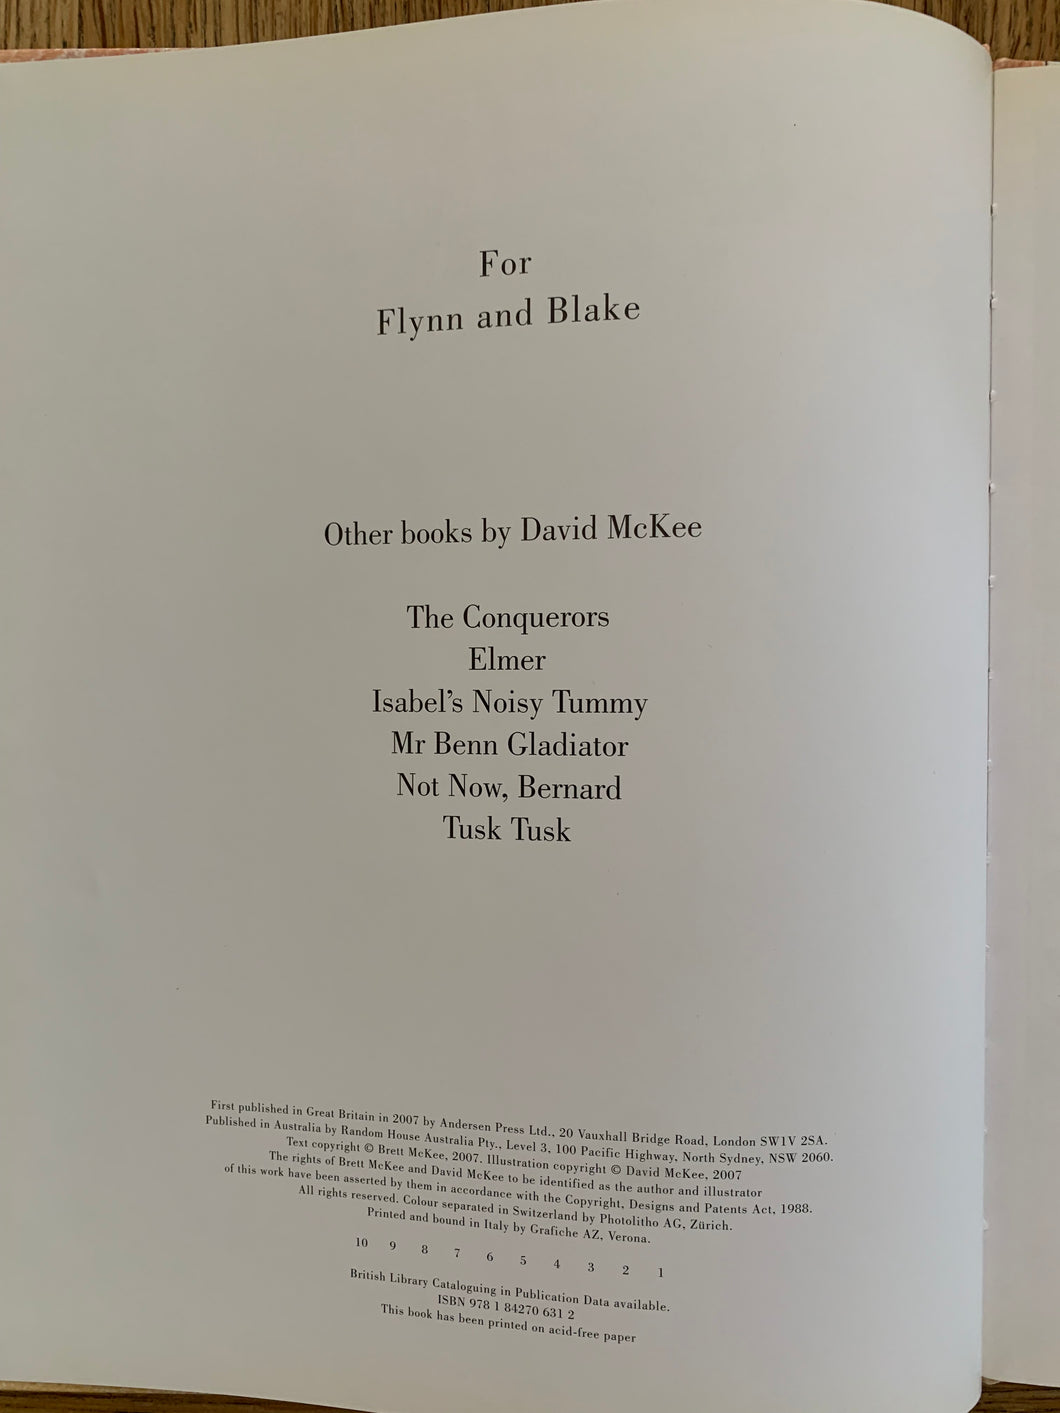 For
Flynn and Blake
Other books by David McKee
The Conquerors
Elmer
Isabel's Noisy Tummy
Mr Benn Gladiator
Not Now, Bernard
Tusk Tusk
First published in Great Britain in 2007 by Andersen Press Ltd., 20 Vauxhall Bridge Road, London SW1V 2SA.
Published in Australia by Random House Australia Pty., Level 3, 100 Pacific Highway, North Sydney, NSW 2060.
Text copyright © Brett McKee, 2007. Illustration copyright © David McKee, 2007
The rights of Brett McKee and David McKee to be identified as the author and illustrator
of this work have been asserted by them in accordance with the Copyright, Designs and Patents Act, 1988.
All rights reserved. Colour separated in Switzerland by Photolitho AG, Zürich.
Printed and bound in Italy by Grafiche AZ, Verona.
10 9 8 7 6 5 4 3 2 1
British Library Cataloguing in Publication Data available.
ISBN 978 1 84270 631 2
This book has been printed on acid-free paper